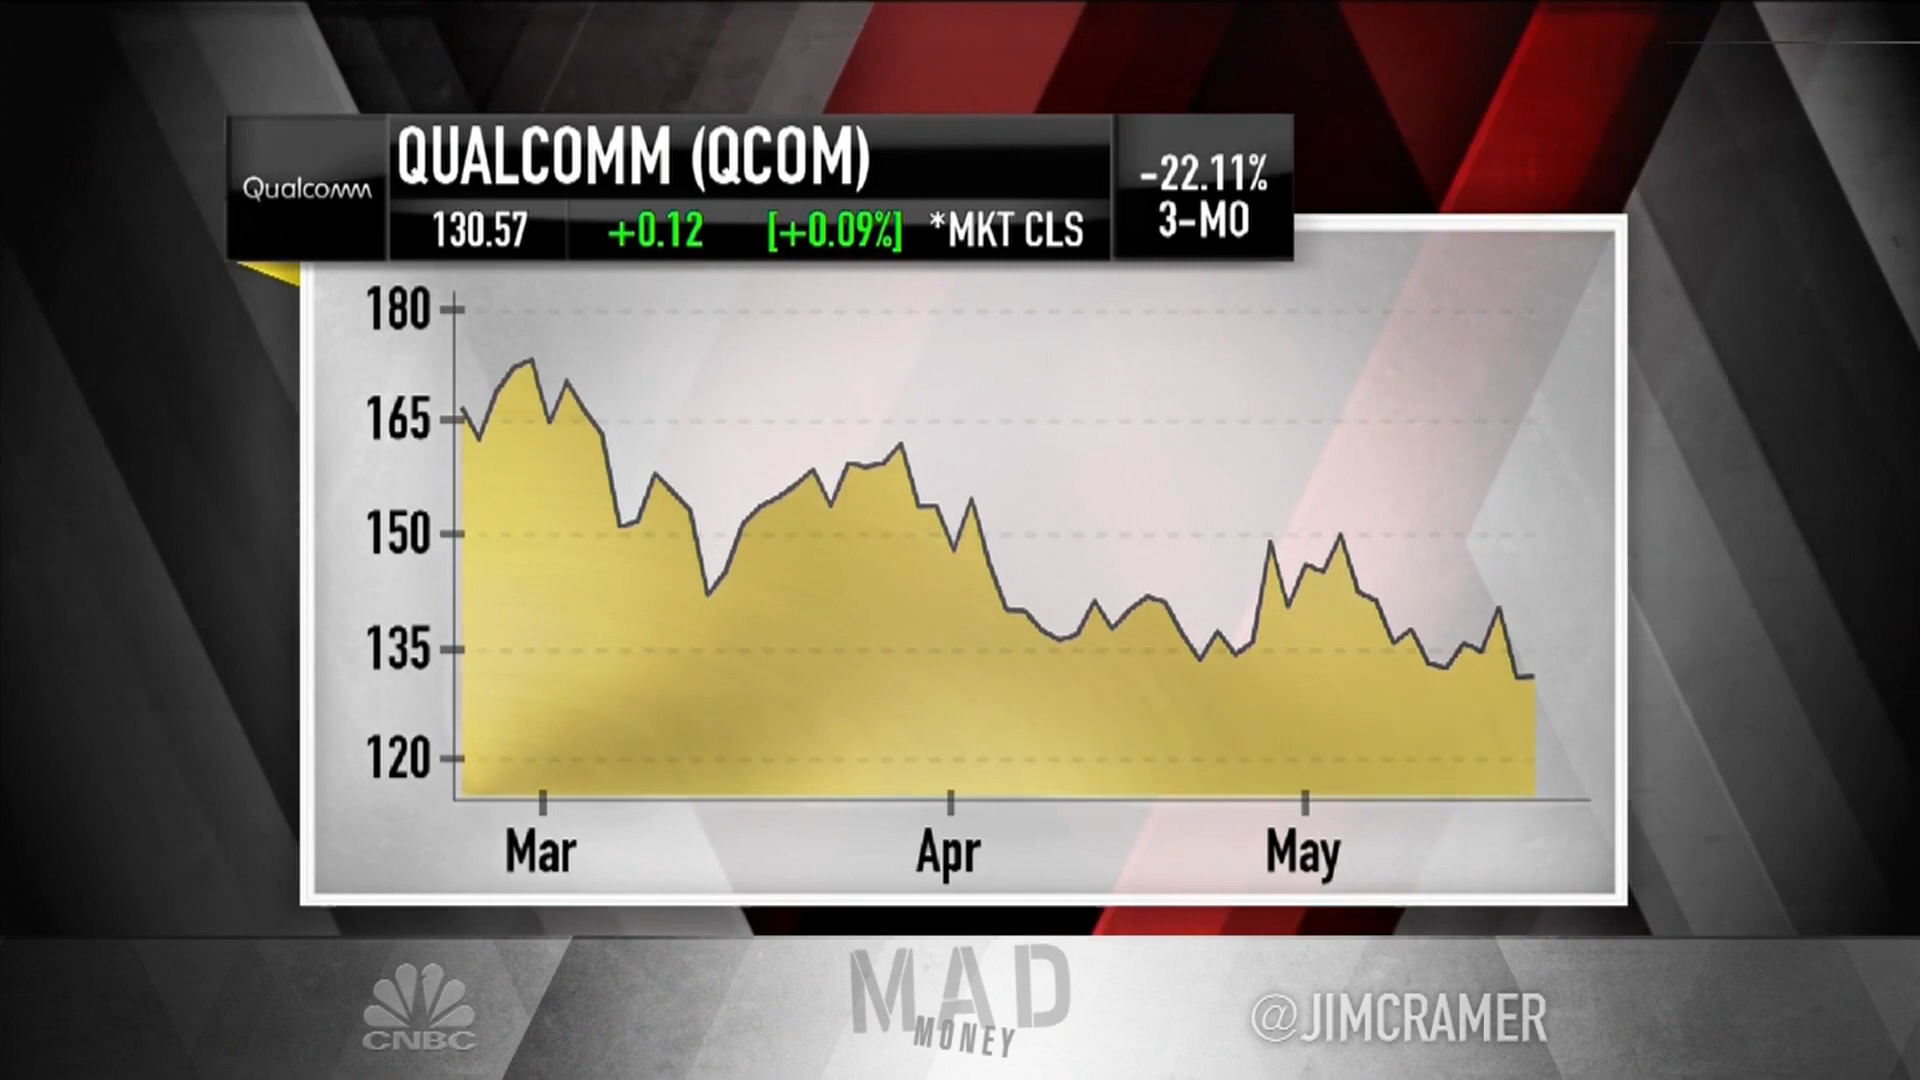 Qualcomm
QUALCOMM (QCOM)
130.57 +0.12 [+0.09%] *MKT CLS
-22.11%
3-MO
180
165
150
135
120
Mar Apr May
CNBC
MAD
MONEY
@JIMCRAMER